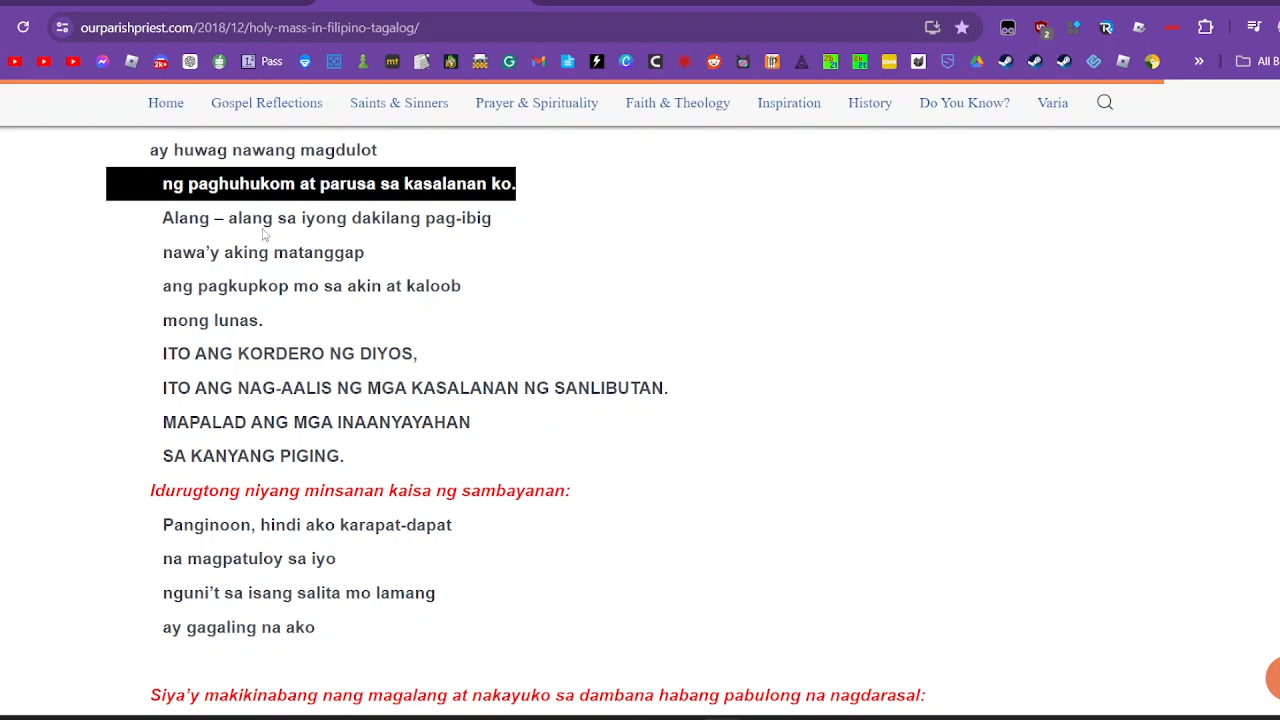 ourparishpriest.com/2018/12/holy-mass-in-filipino-tagalog/
Pass
All B
Home Gospel Reflections Saints & Sinners Prayer & Spirituality Faith & Theology Inspiration History Do You Know? Varia
ay huwag nawang magdulot
ng paghuhukom at parusa sa kasalanan ko.
Alang – alang sa iyong dakilang pag-ibig
nawa’y aking matanggap
ang pagkupkop mo sa akin at kaloob
mong lunas.
ITO ANG KORDERO NG DIYOS,
ITO ANG NAG-AALIS NG MGA KASALANAN NG SANLIBUTAN.
MAPALAD ANG MGA INAANYAYAHAN
SA KANYANG PIGING.
Idurugtong niyang minsanan kaisa ng sambayanan:
Panginoon, hindi ako karapat-dapat
na magpatuloy sa iyo
nguni’t sa isang salita mo lamang
ay gagaling na ako
Siya’y makikinabang nang magalang at nakayuko sa dambana habang pabulong na nagdarasal: